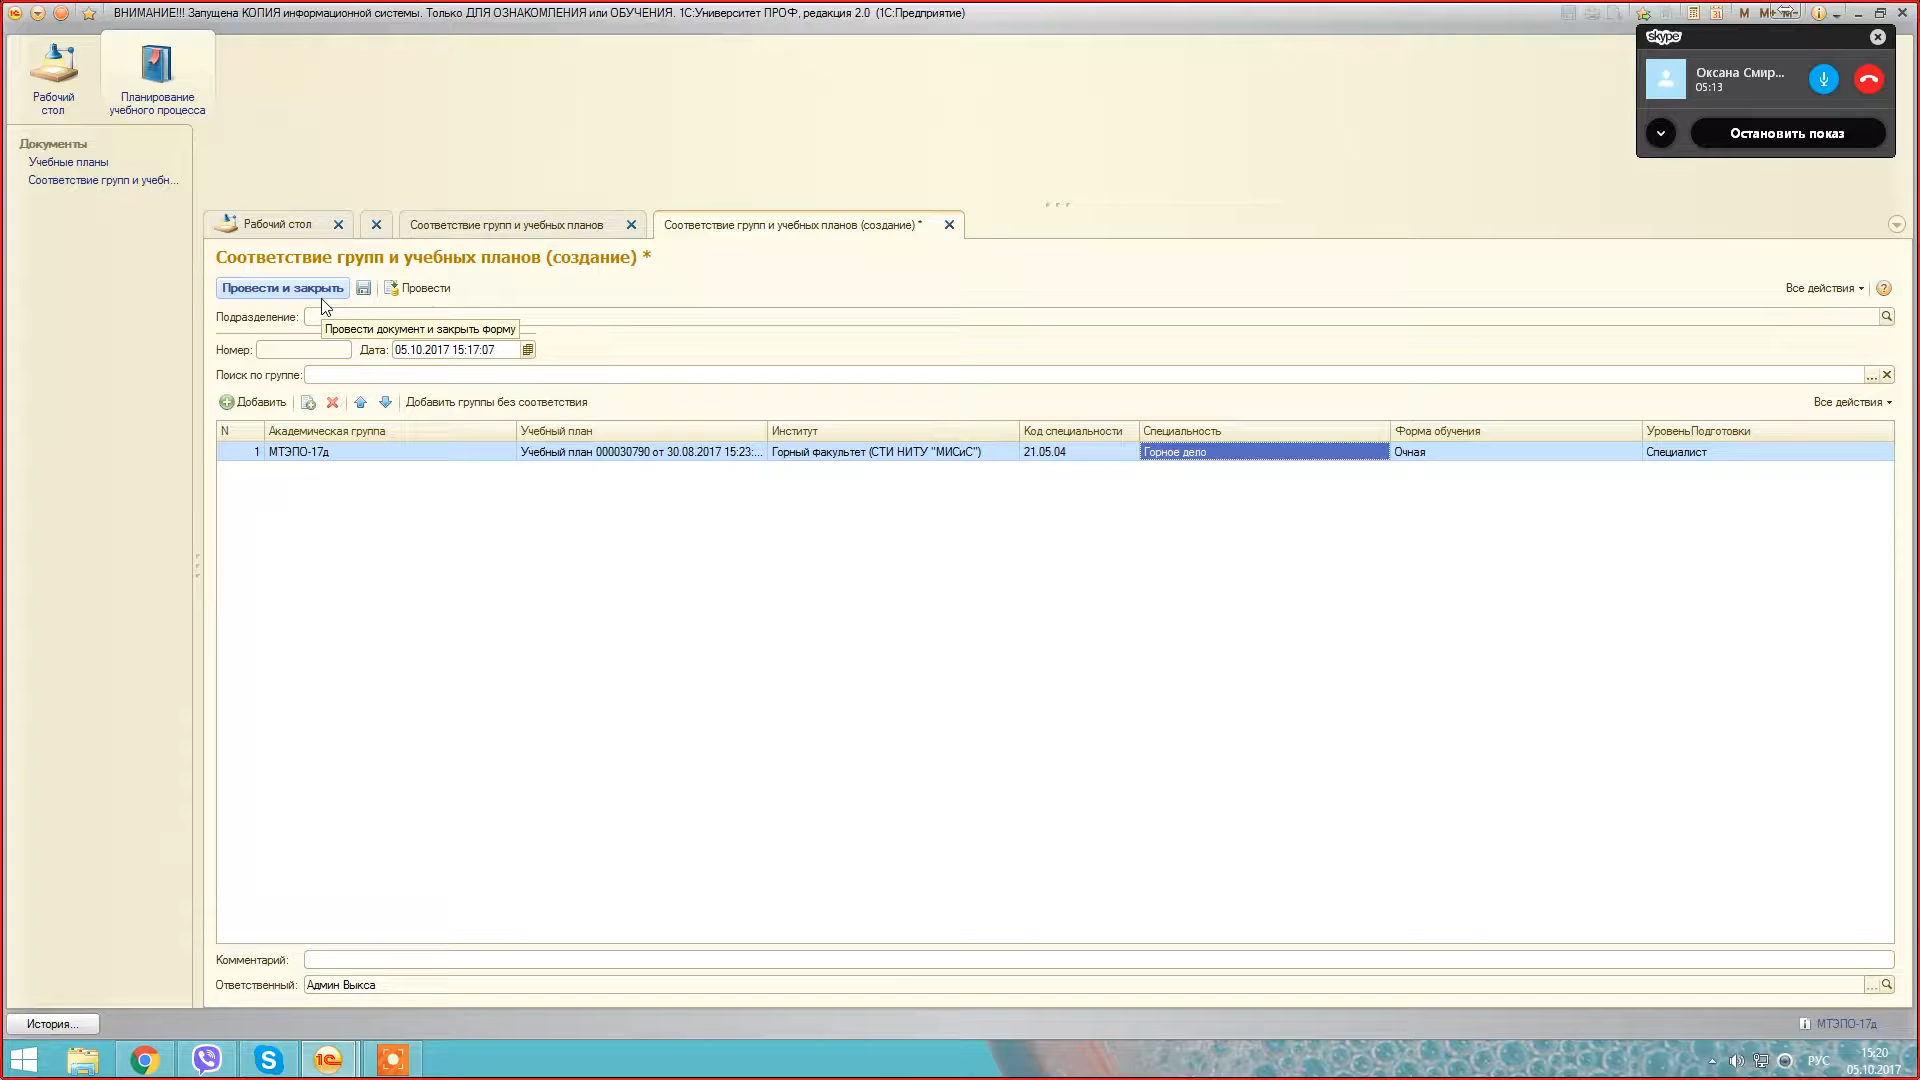 ВНИМАНИЕ!!! Запущена КОПИЯ информационной системы. Только ДЛЯ ОЗНАКОМЛЕНИЯ или ОБУЧЕНИЯ. 1С:Университет ПРОФ, редакция 2.0 (1С:Предприятие)
M M+ M-
skype
Оксана Смир...
05:13
Остановить показ
Рабочий
стол
Планирование
учебного процесса
Документы
Учебные планы
Соответствие групп и учебн...
Рабочий стол
Соответствие групп и учебных планов
Соответствие групп и учебных планов (создание) *
Соответствие групп и учебных планов (создание) *
Провести и закрыть
Провести
Все действия
Подразделение:
Провести документ и закрыть форму
Номер:
Дата: 05.10.2017 15:17:07
Поиск по группе:
Добавить
Добавить группы без соответствия
Все действия
N Академическая группа Учебный план Институт Код специальности Специальность Форма обучения УровеньПодготовки
1 МТЭПО-17д Учебный план 000030790 от 30.08.2017 15:23:... Горный факультет (СТИ НИТУ "МИСиС") 21.05.04 Горное дело Очная Специалист
Комментарий:
Ответственный: Админ Выкса
История...
МТЭПО-17д
РУС
15:20
05.10.2017